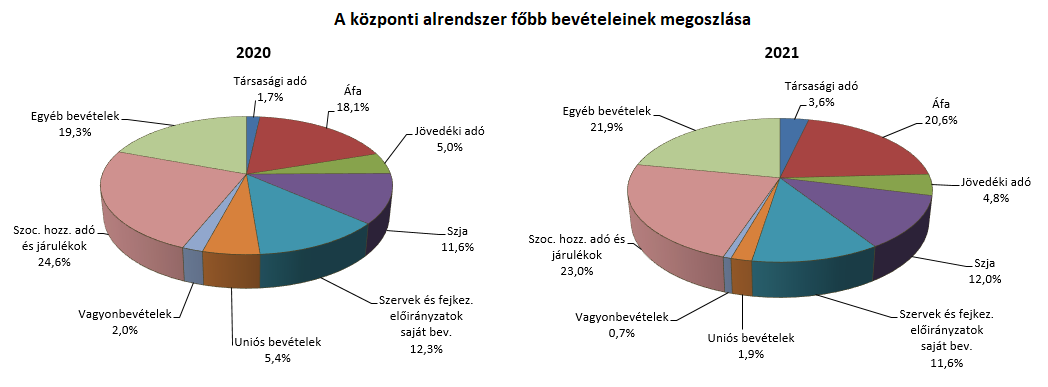 A központi alrendszer főbb bevételeinek megoszlása
2020
Társasági adó
1,7%
Áfa
18,1%
Jövedéki adó
5,0%
Szja
11,6%
Szervek és fejkez.
előirányzatok
saját bev.
12,3%
Uniós bevételek
5,4%
Vagyonbevételek
2,0%
Szoc. hozz. adó
és járulékok
24,6%
Egyéb bevételek
19,3%
2021
Társasági adó
3,6%
Áfa
20,6%
Jövedéki adó
4,8%
Szja
12,0%
Szervek és fejkez.
előirányzatok
saját bev.
11,6%
Uniós bevételek
1,9%
Vagyonbevételek
0,7%
Szoc. hozz. adó és
járulékok
23,0%
Egyéb bevételek
21,9%